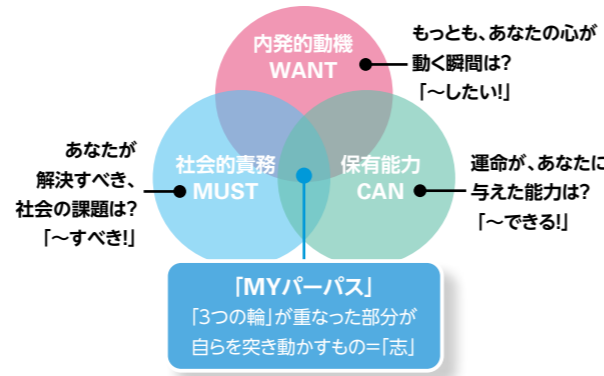 内発的動機
WANT
もっとも、あなたの心が
動く瞬間は?
「~したい!」
あなたが
解決すべき、
社会の課題は?
「~すべき!」
社会的責務
MUST
保有能力
CAN
運命が、あなたに
与えた能力は?
「~できる!」
「MYパーパス」
「3つの輪」が重なった部分が
自らを突き動かすもの=「志」